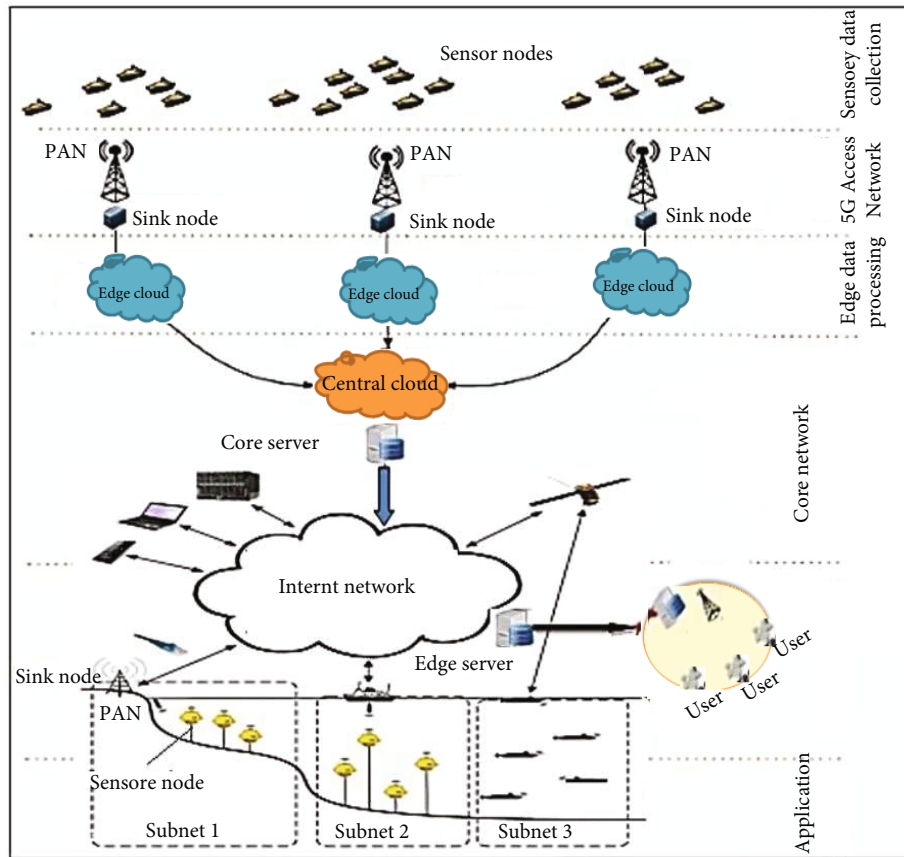 Sensor nodes
Sensoey data
collection
PAN
PAN
PAN
Sink node
Sink node
Sink node
5G Access
Network
Edge cloud
Edge cloud
Edge cloud
Edge data
processing
Central cloud
Core server
Core network
Internt network
Edge server
User
User
User
Sink node
PAN
Sensore node
Subnet 1
Subnet 2
Subnet 3
Application